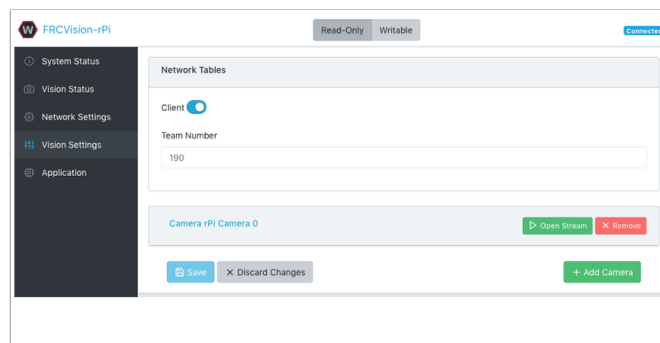 W FRCVision-rPi
Read-Only Writable
Connected
System Status
Vision Status
Network Settings
Vision Settings
Application
Network Tables
Client
Team Number
190
Camera rPi Camera 0
Open Stream
Remove
Save
Discard Changes
+ Add Camera